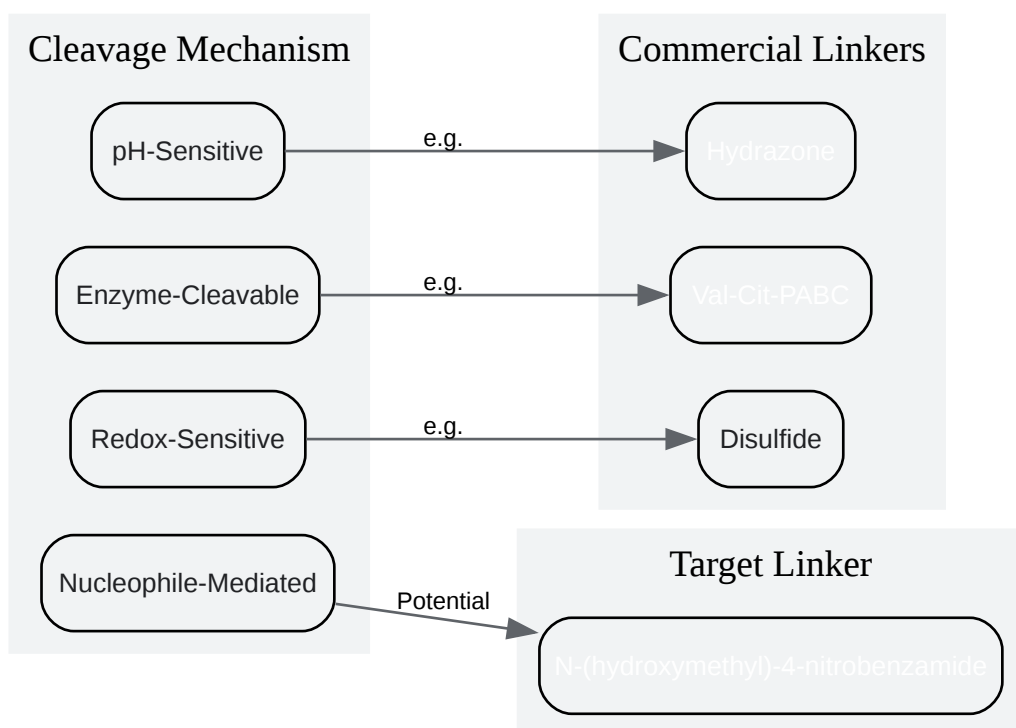 Cleavage Mechanism
Commercial Linkers
pH-Sensitive
e.g.
Hydrazone
Enzyme-Cleavable
e.g.
Val-Cit-PABC
Redox-Sensitive
e.g.
Disulfide
Nucleophile-Mediated
Potential
Target Linker
N-(hydroxymethyl)-4-nitrobenzamide